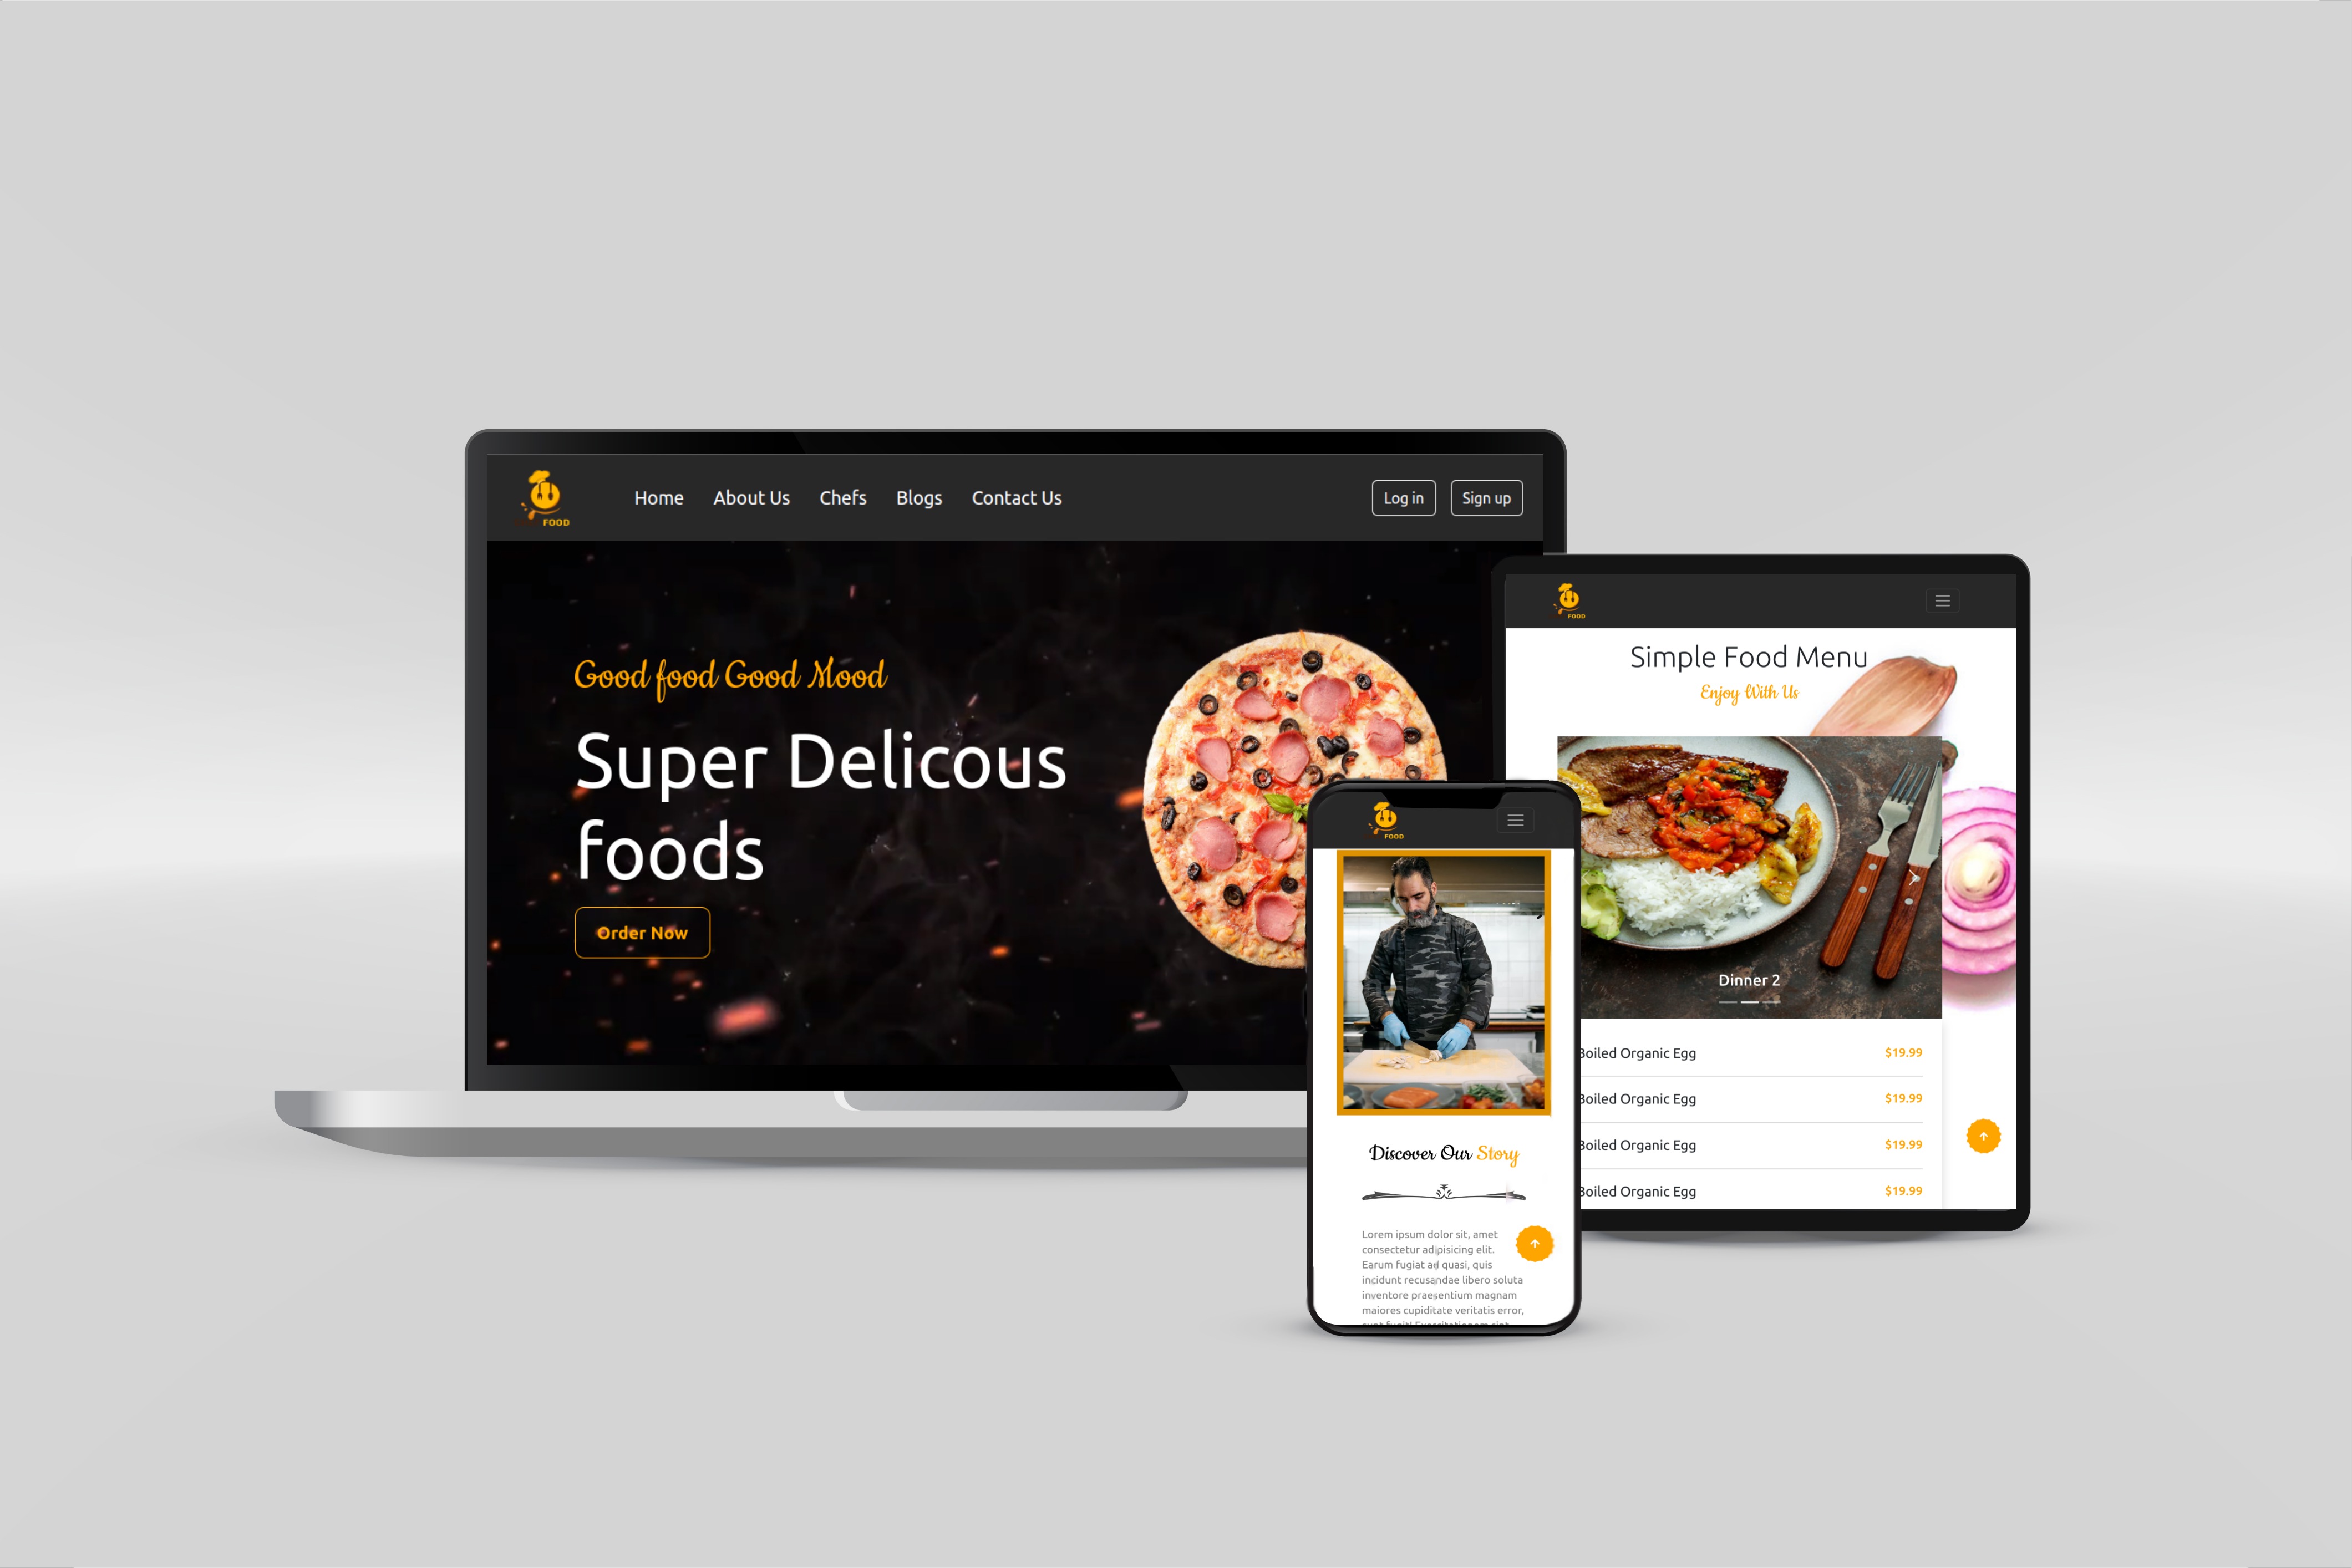 FOOD
Home About Us Chefs Blogs Contact Us
Log in Sign up
Good food Good Mood
Super Delicous
foods
Order Now
FOOD
Simple Food Menu
Enjoy With Us
Dinner 2
Boiled Organic Egg $19.99
Boiled Organic Egg $19.99
Boiled Organic Egg $19.99
Boiled Organic Egg $19.99
FOOD
Discover Our Story
Lorem ipsum dolor sit, amet
consectetur adipisicing elit.
Earum fugiat ad quasi, quis
incidunt recusandae libero soluta
inventore praesentium magnam
maiores cupiditate veritatis error,